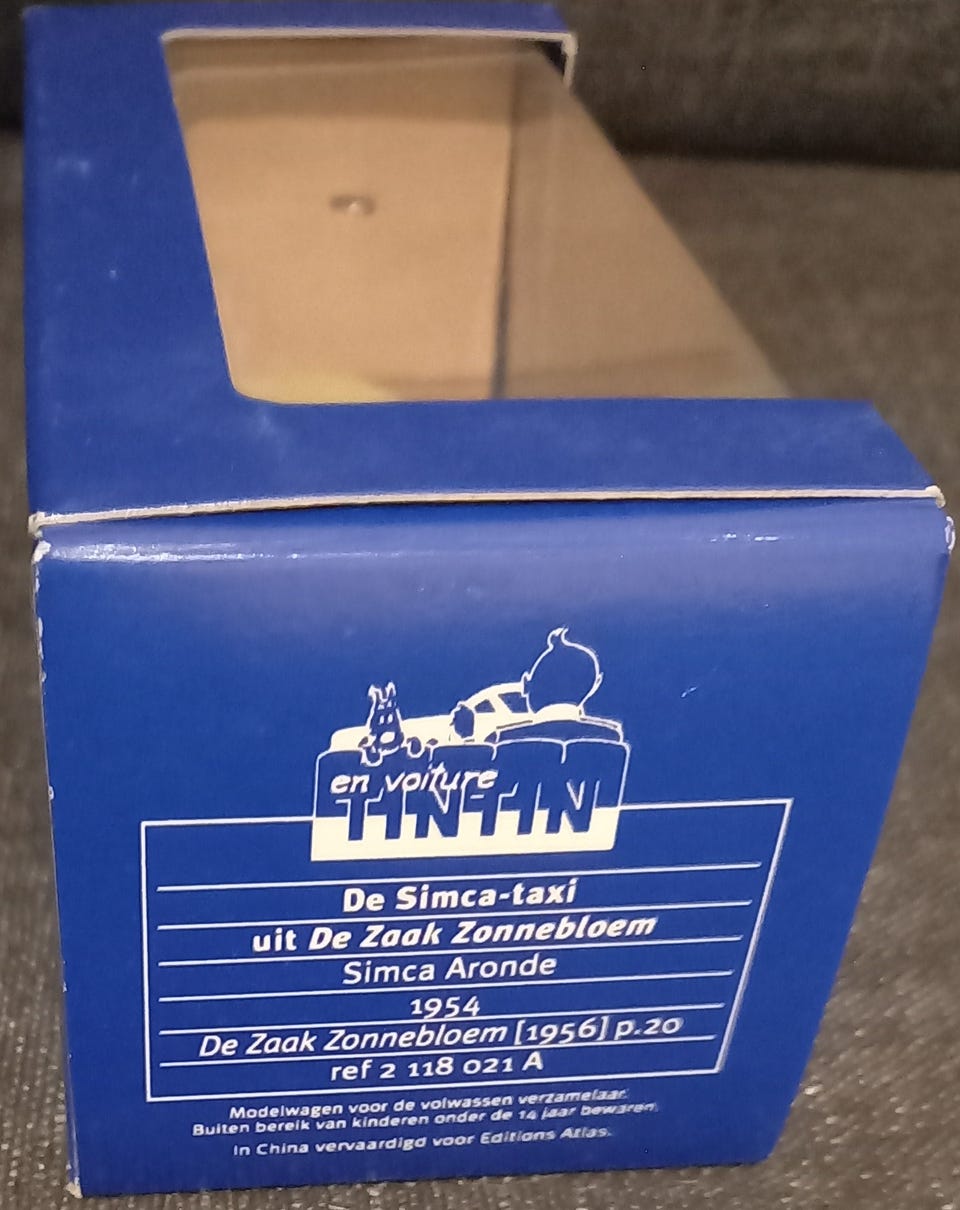 en voiture
TINTIN
De Simca-taxi
uit De Zaak Zonnebloem
Simca Aronde
1954
De Zaak Zonnebloem [1956] p.20
ref 2 118 021 A
Modelwagen voor de volwassen verzamelaar.
Buiten bereik van kinderen onder de 14 jaar bewaren.
In China vervaardigd voor Editions Atlas.